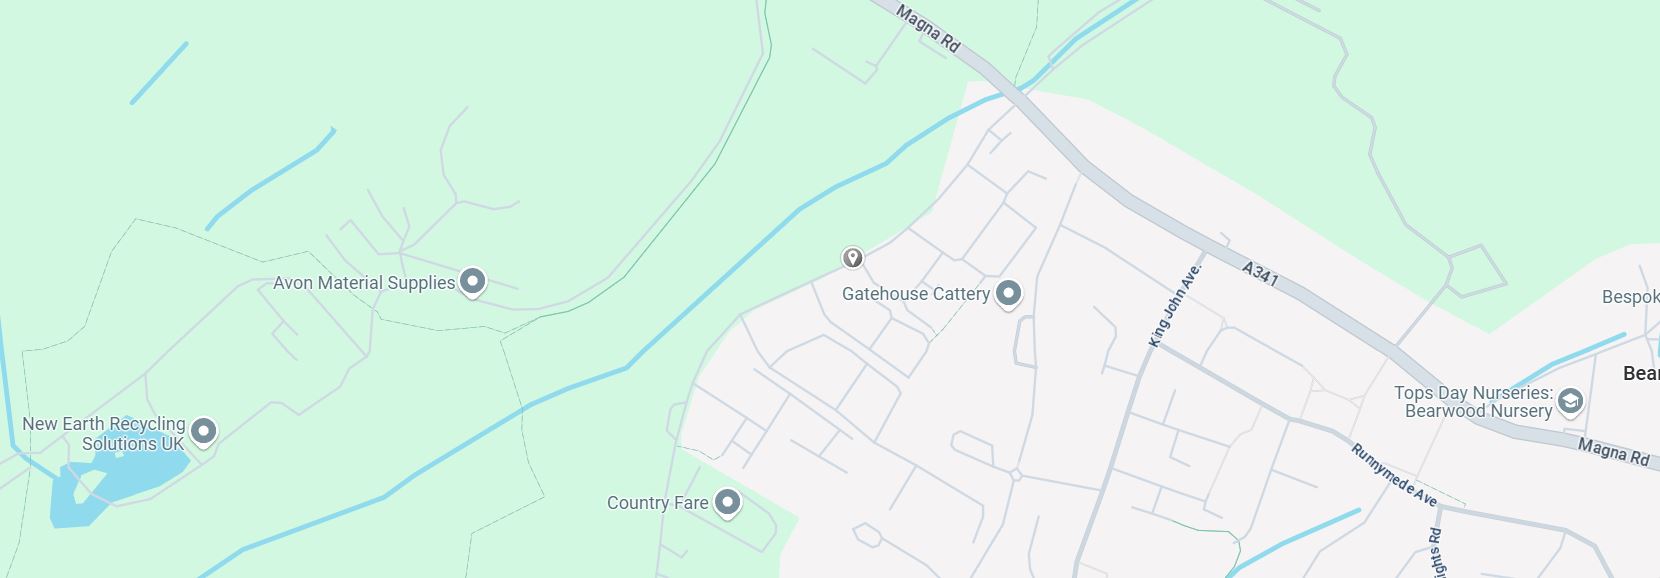 Magna Rd
Avon Material Supplies
Gatehouse Cattery
A341
King John Ave.
Bespok
Bear
Tops Day Nurseries:
Bearwood Nursery
New Earth Recycling
Solutions UK
Magna Rd
Runnymede Ave
Country Fare
ights Rd